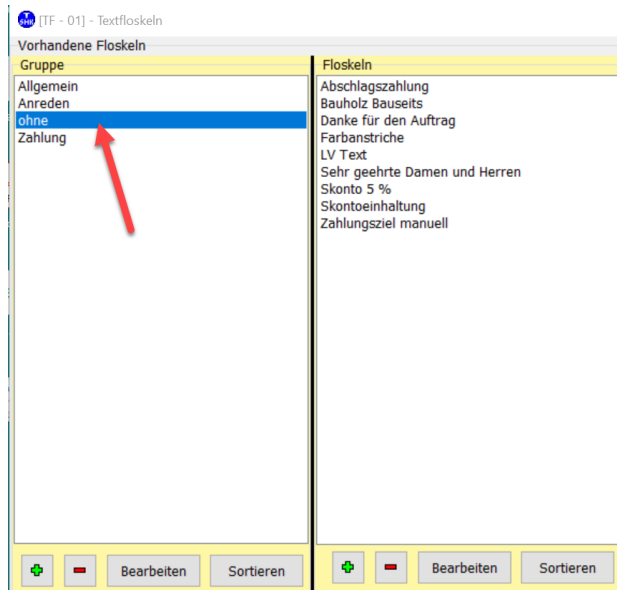 T
SHK
[TF - 01] - Textfloskeln
Vorhandene Floskeln
Gruppe
Allgemein
Anreden
ohne
Zahlung
Bearbeiten
Sortieren
Floskeln
Abschlagszahlung
Bauholz Bauseits
Danke für den Auftrag
Farbanstriche
LV Text
Sehr geehrte Damen und Herren
Skonto 5 %
Skontoeinhaltung
Zahlungsziel manuell
Bearbeiten
Sortieren